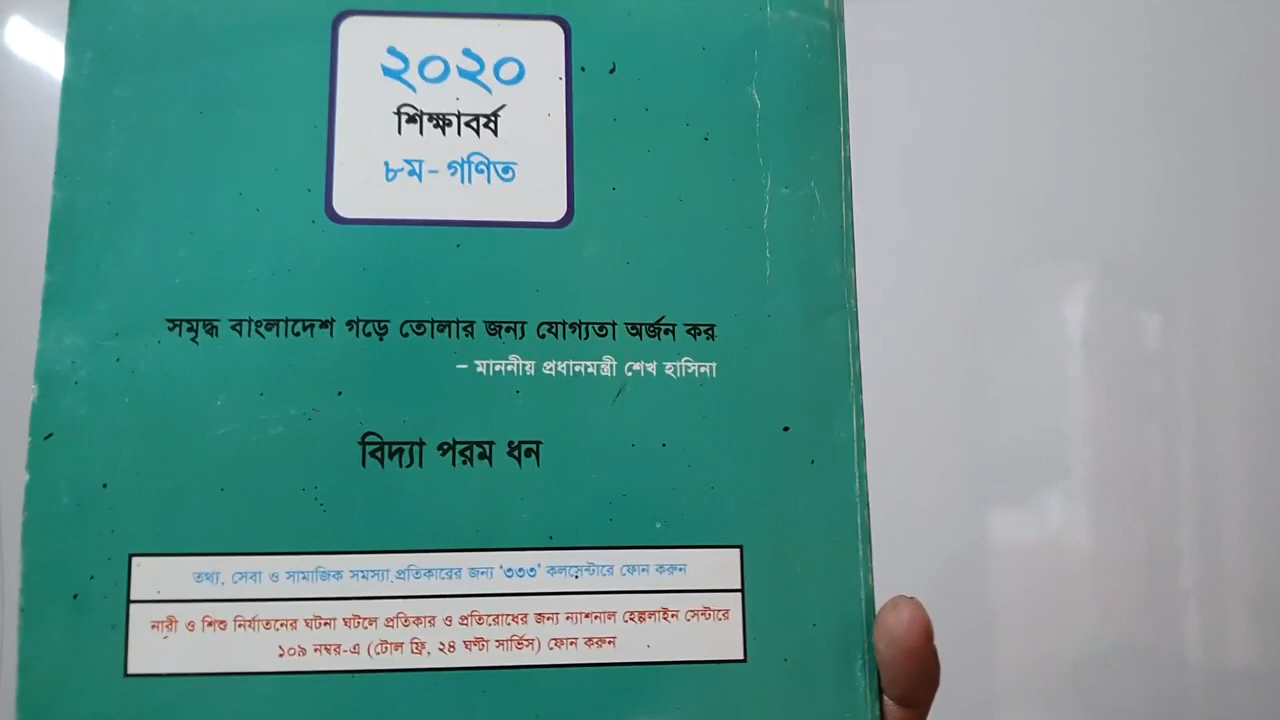 ২০২০
শিক্ষাবর্ষ
৮ম - গণিত
সমৃদ্ধ বাংলাদেশ গড়ে তোলার জন্য যোগ্যতা অর্জন কর
– মাননীয় প্রধানমন্ত্রী শেখ হাসিনা
বিদ্যা পরম ধন
তথ্য, সেবা ও সামাজিক সমস্যা প্রতিকারের জন্য ‘৩৩৩’ কলসেন্টারে ফোন করুন
নারী ও শিশু নির্যাতনের ঘটনা ঘটলে প্রতিকার ও প্রতিরোধের জন্য ন্যাশনাল হেল্পলাইন সেন্টারে
১০৯ নম্বর-এ (টোল ফ্রি, ২৪ ঘণ্টা সার্ভিস) ফোন করুন